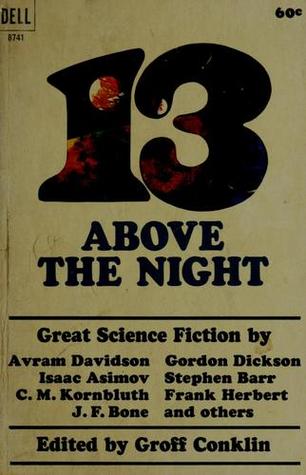 DELL
8741
60c
13
ABOVE
THE NIGHT
Great Science Fiction by
Avram Davidson Gordon Dickson
Isaac Asimov Stephen Barr
C. M. Kornbluth Frank Herbert
J. F. Bone and others
Edited by Groff Conklin